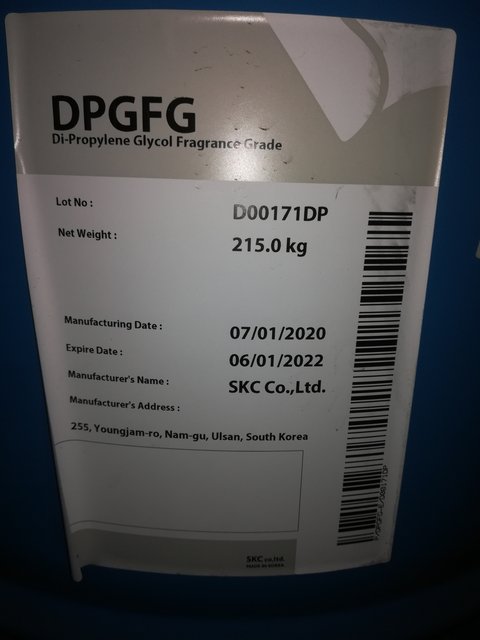 DPGFG
Di-Propylene Glycol Fragrance Grade
Lot No : D00171DP
Net Weight : 215.0 kg
Manufacturing Date : 07/01/2020
Expire Date : 06/01/2022
Manufacturer's Name : SKC Co.,Ltd.
Manufacturer's Address :
255, Youngjam-ro, Nam-gu, Ulsan, South Korea
SKC co,ltd.
MADE IN KOREA